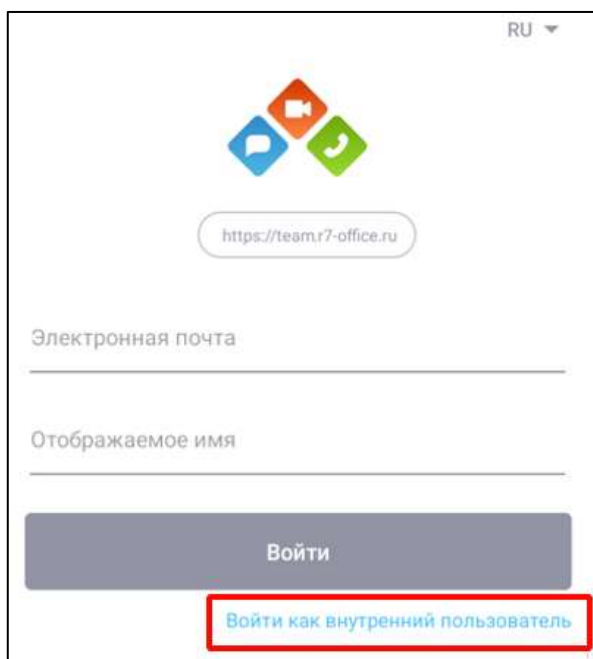 RU
https://team.r7-office.ru
Электронная почта
Отображаемое имя
Войти
Войти как внутренний пользователь